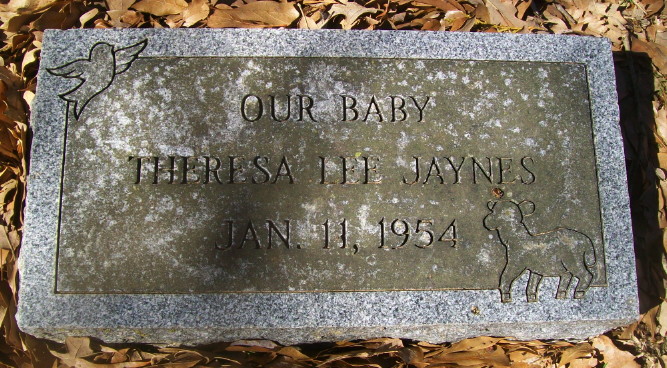 OUR BABY
THERESA LEE JAYNES
JAN. 11, 1954